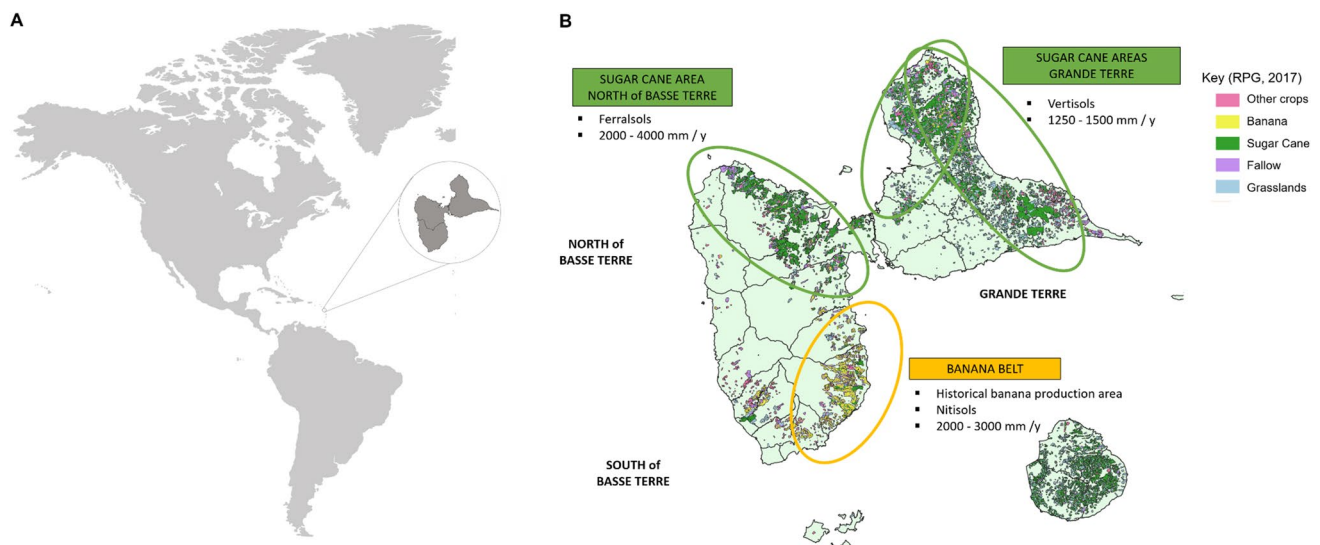 A
B
SUGAR CANE AREA
NORTH of BASSE TERRE
▪ Ferralsols
▪ 2000 - 4000 mm / y
SUGAR CANE AREAS
GRANDE TERRE
▪ Vertisols
▪ 1250 - 1500 mm / y
Key (RPG, 2017)
Other crops
Banana
Sugar Cane
Fallow
Grasslands
NORTH of
BASSE TERRE
GRANDE TERRE
BANANA BELT
▪ Historical banana production area
▪ Nitisols
▪ 2000 - 3000 mm /y
SOUTH of
BASSE TERRE